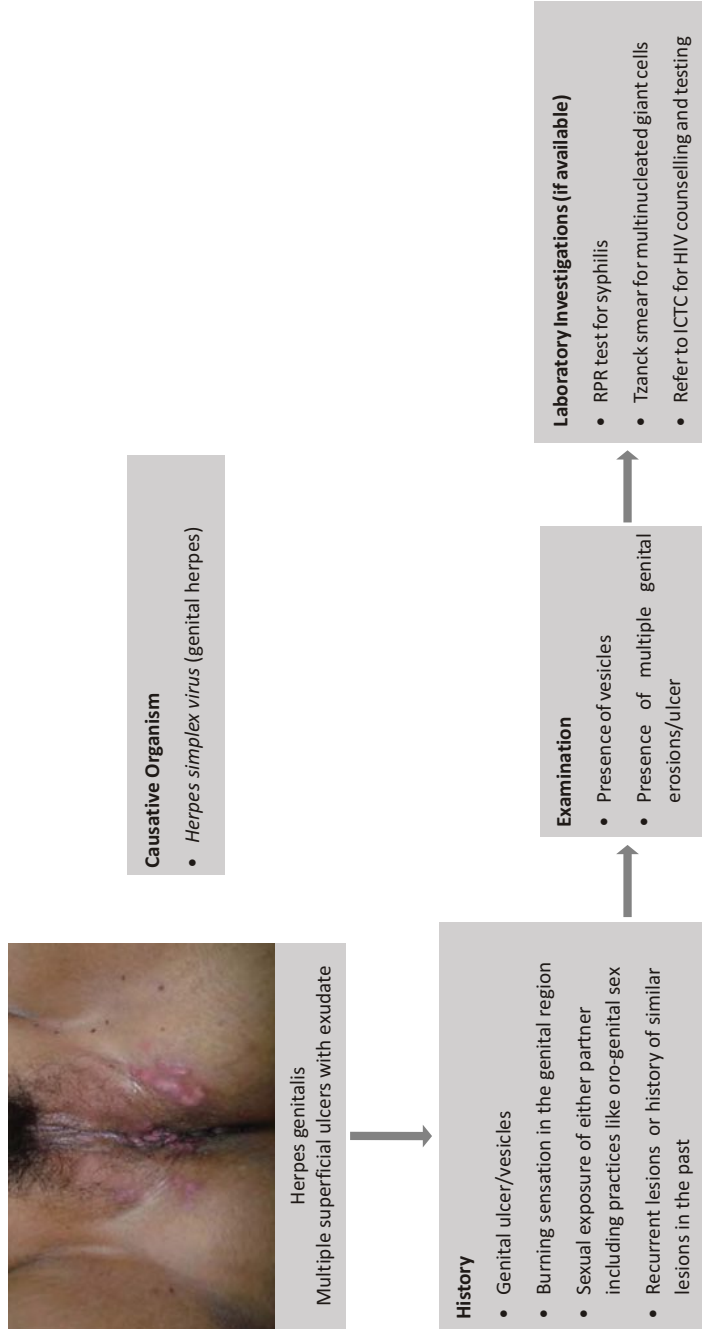 Herpes genitalis
Multiple superficial ulcers with exudate
Causative Organism
• Herpes simplex virus (genital herpes)
History
• Genital ulcer/vesicles
• Burning sensation in the genital region
• Sexual exposure of either partner
including practices like oro-genital sex
• Recurrent lesions or history of similar
lesions in the past
Examination
• Presence of vesicles
• Presence of multiple genital
erosions/ulcer
Laboratory Investigations (if available)
• RPR test for syphilis
• Tzanck smear for multinucleated giant cells
• Refer to ICTC for HIV counselling and testing